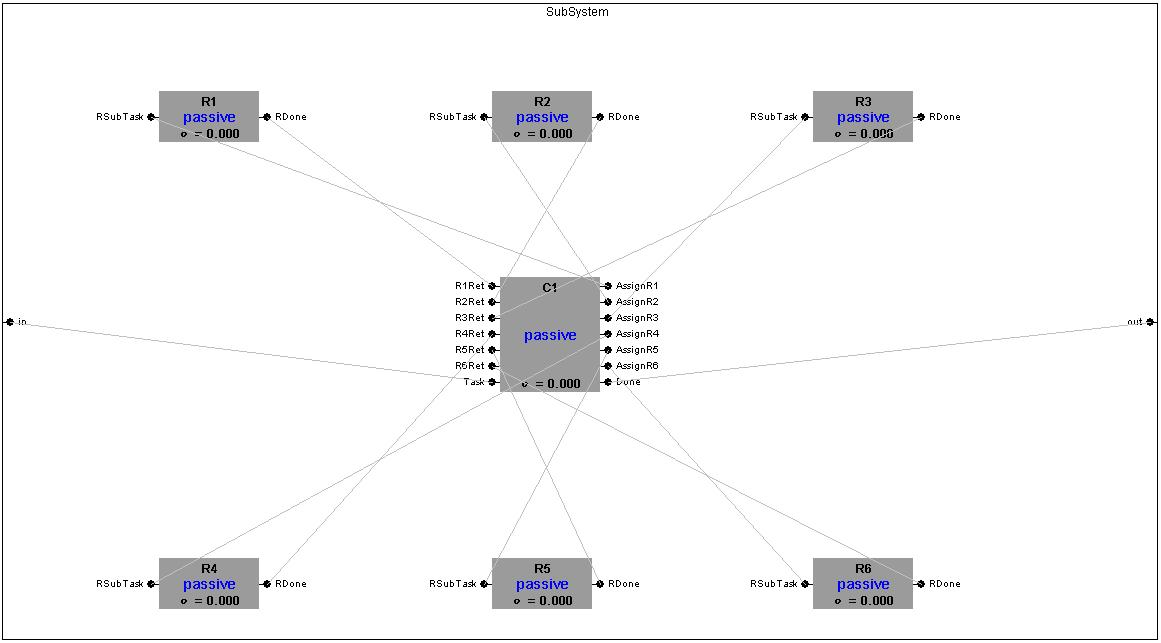 SubSystem
R1
RSubTask passive RDone
σ = 0.000
R2
RSubTask passive RDone
σ = 0.000
R3
RSubTask passive RDone
σ = 0.000
C1
R1Ret AssignR1
R2Ret AssignR2
R3Ret AssignR3
in out
R4Ret passive AssignR4
R5Ret AssignR5
R6Ret AssignR6
Task σ = 0.000 Done
R4
RSubTask passive RDone
σ = 0.000
R5
RSubTask passive RDone
σ = 0.000
R6
RSubTask passive RDone
σ = 0.000